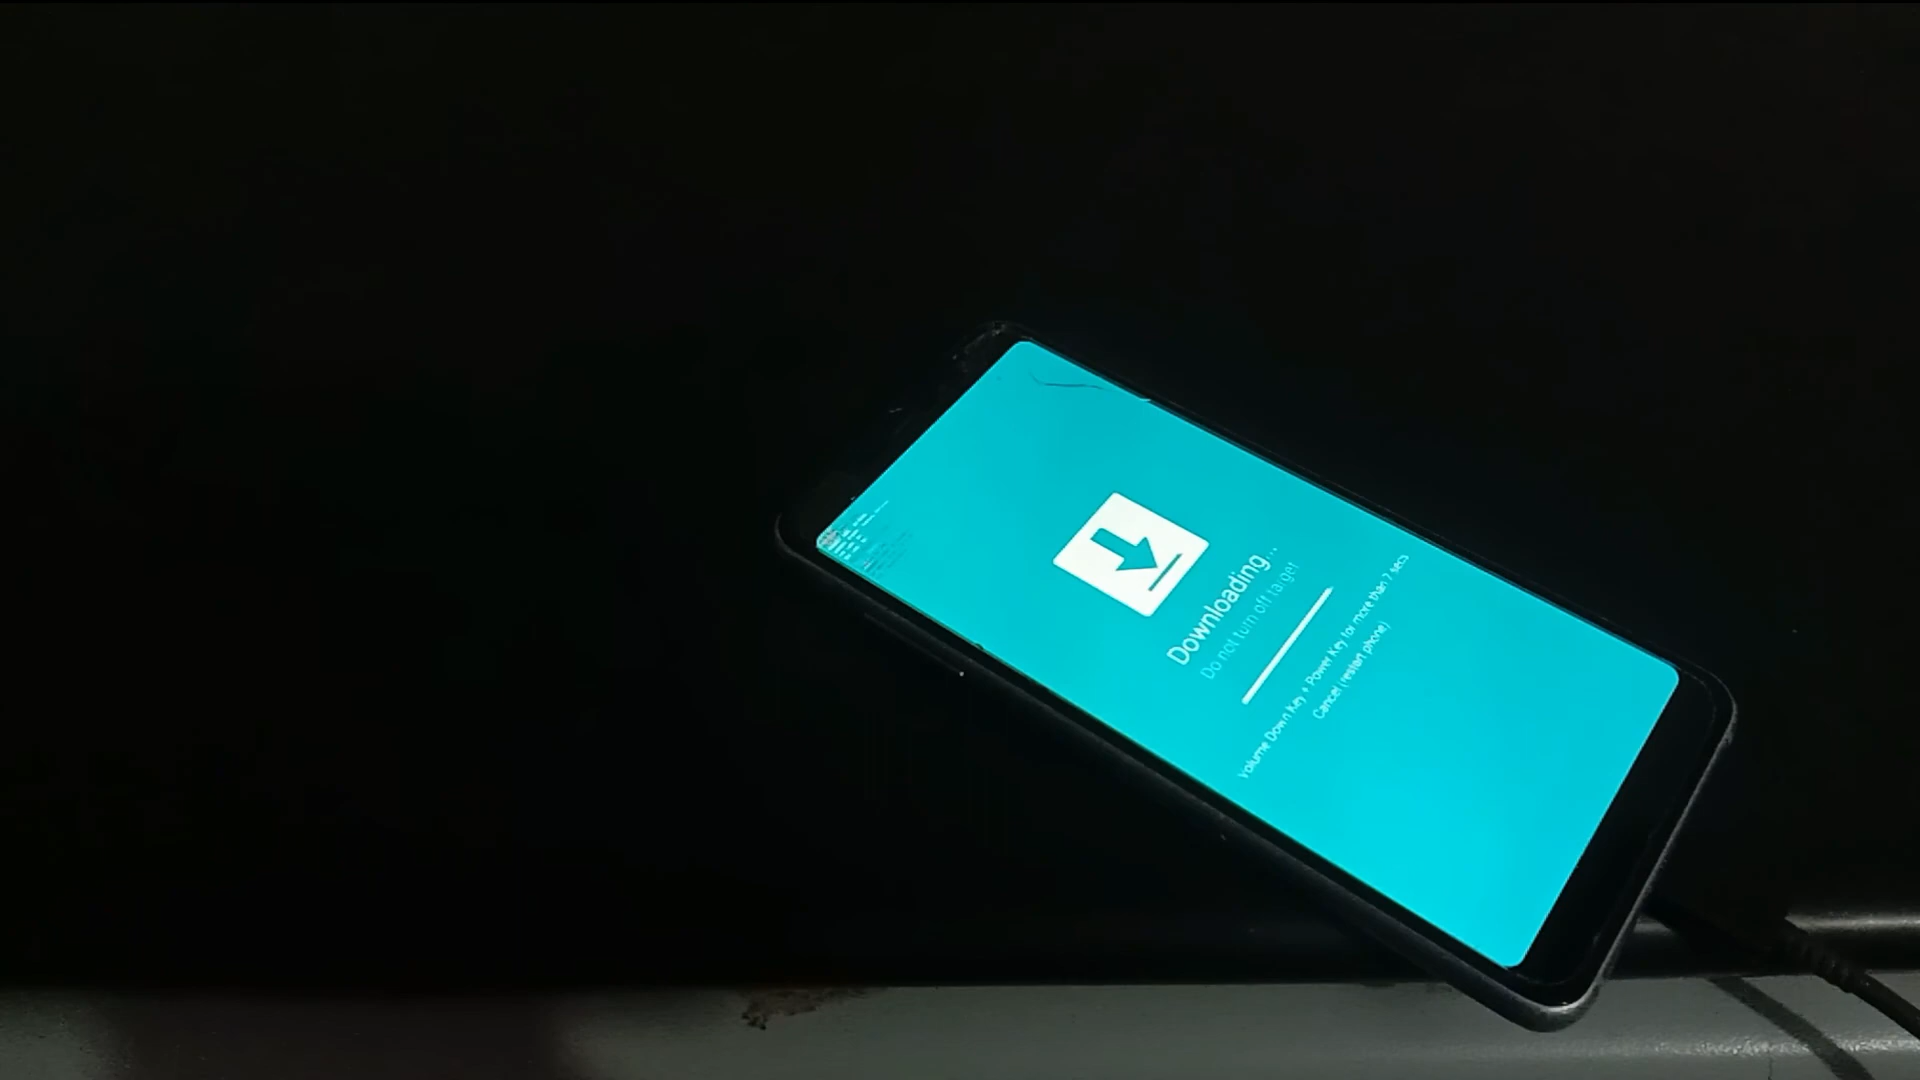 Downloading...
Do not turn off target
Volume Down Key + Power Key for more than 7 secs
Cancel (restart phone)